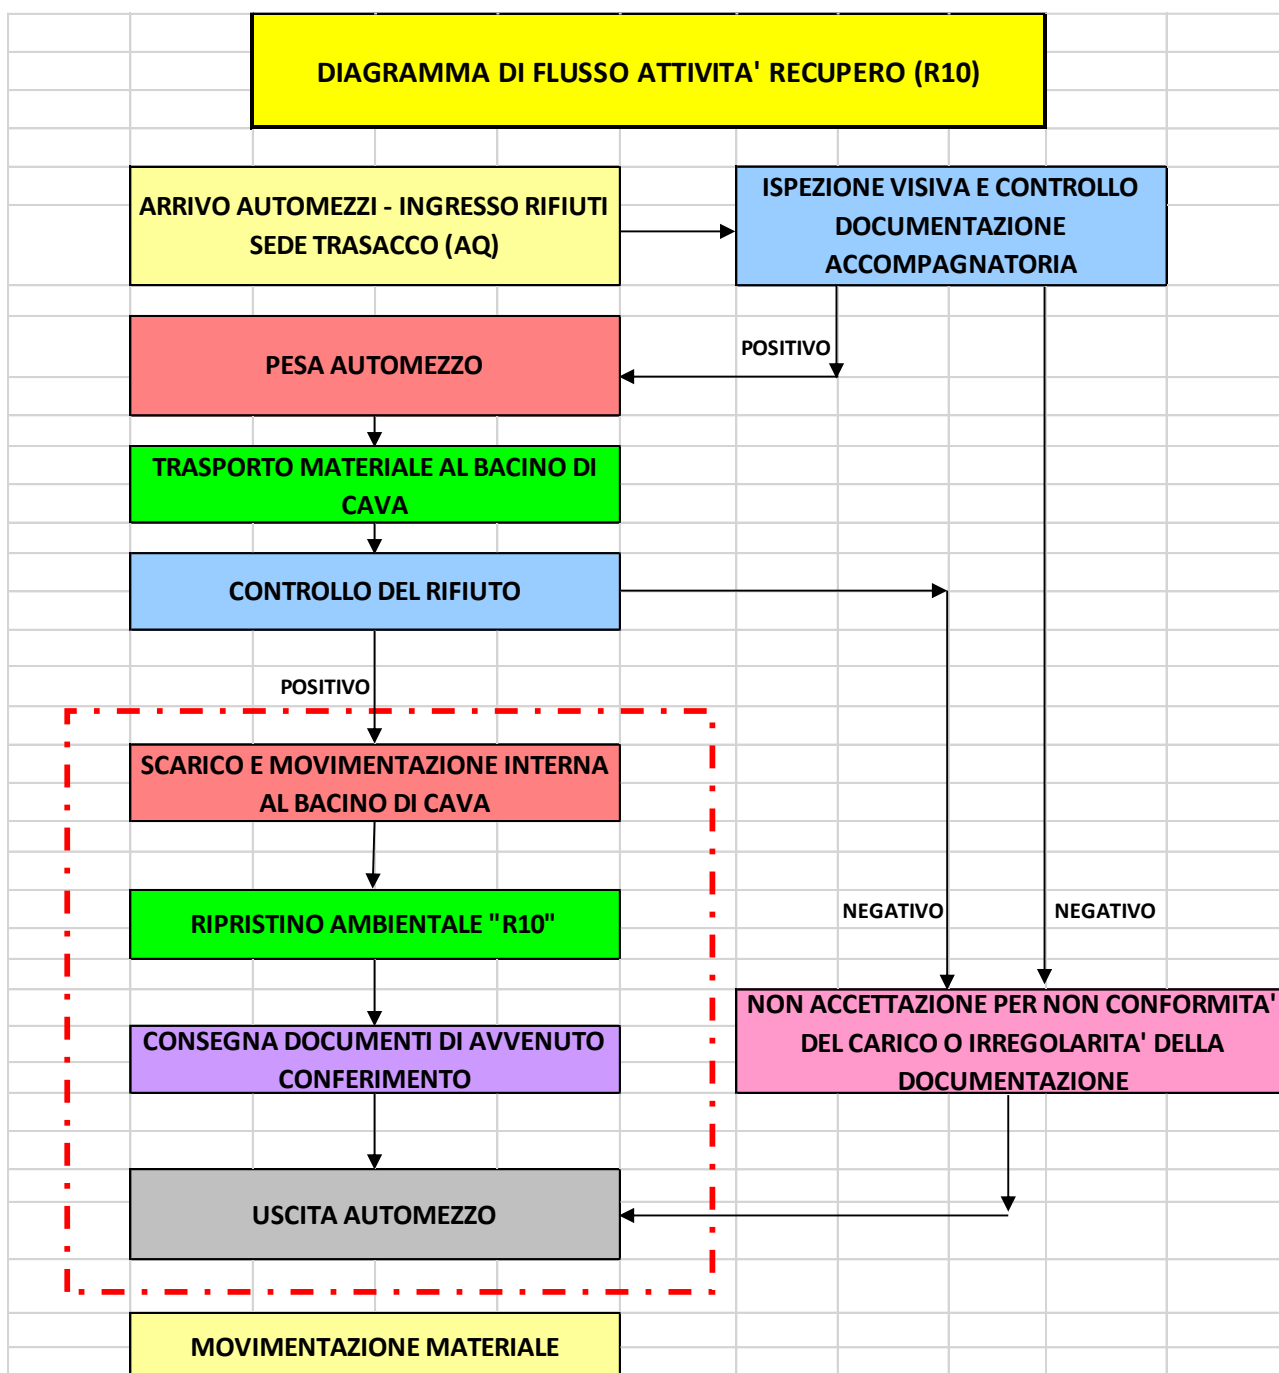 DIAGRAMMA DI FLUSSO ATTIVITA' RECUPERO (R10)
ARRIVO AUTOMEZZI - INGRESSO RIFIUTI
SEDE TRASACCO (AQ)
ISPEZIONE VISIVA E CONTROLLO
DOCUMENTAZIONE
ACCOMPAGNATORIA
PESA AUTOMEZZO
POSITIVO
TRASPORTO MATERIALE AL BACINO DI
CAVA
CONTROLLO DEL RIFIUTO
POSITIVO
SCARICO E MOVIMENTAZIONE INTERNA
AL BACINO DI CAVA
RIPRISTINO AMBIENTALE "R10"
NEGATIVO
NEGATIVO
NON ACCETTAZIONE PER NON CONFORMITA'
DEL CARICO O IRREGOLARITA' DELLA
DOCUMENTAZIONE
CONSEGNA DOCUMENTI DI AVVENUTO
CONFERIMENTO
USCITA AUTOMEZZO
MOVIMENTAZIONE MATERIALE